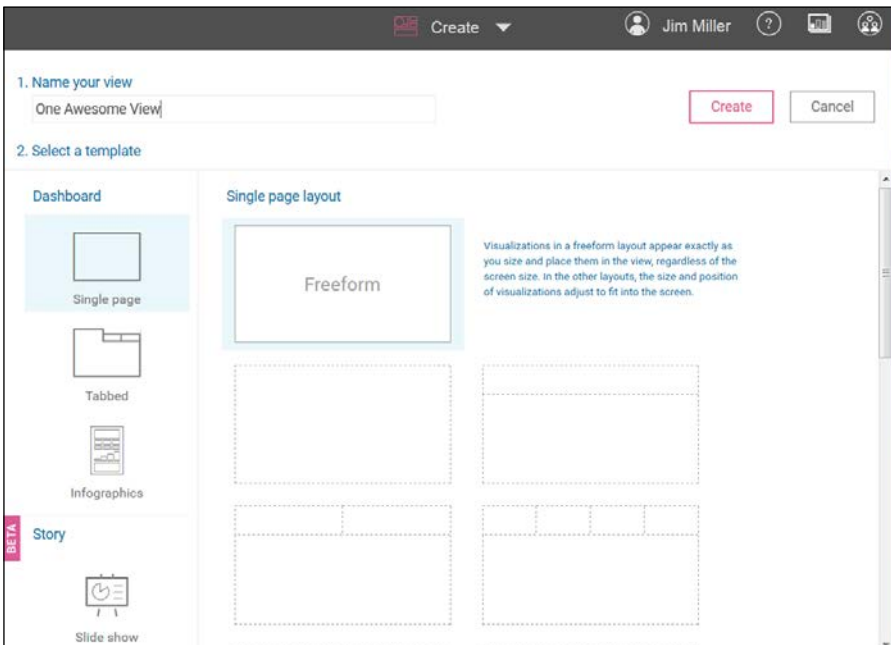 Create
Jim Miller
?
1. Name your view
One Awesome View
Create
Cancel
2. Select a template
Dashboard
Single page
Tabbed
Infographics
BETA
Story
Slide show
Single page layout
Freeform
Visualizations in a freeform layout appear exactly as
you size and place them in the view, regardless of the
screen size. In the other layouts, the size and position
of visualizations adjust to fit into the screen.